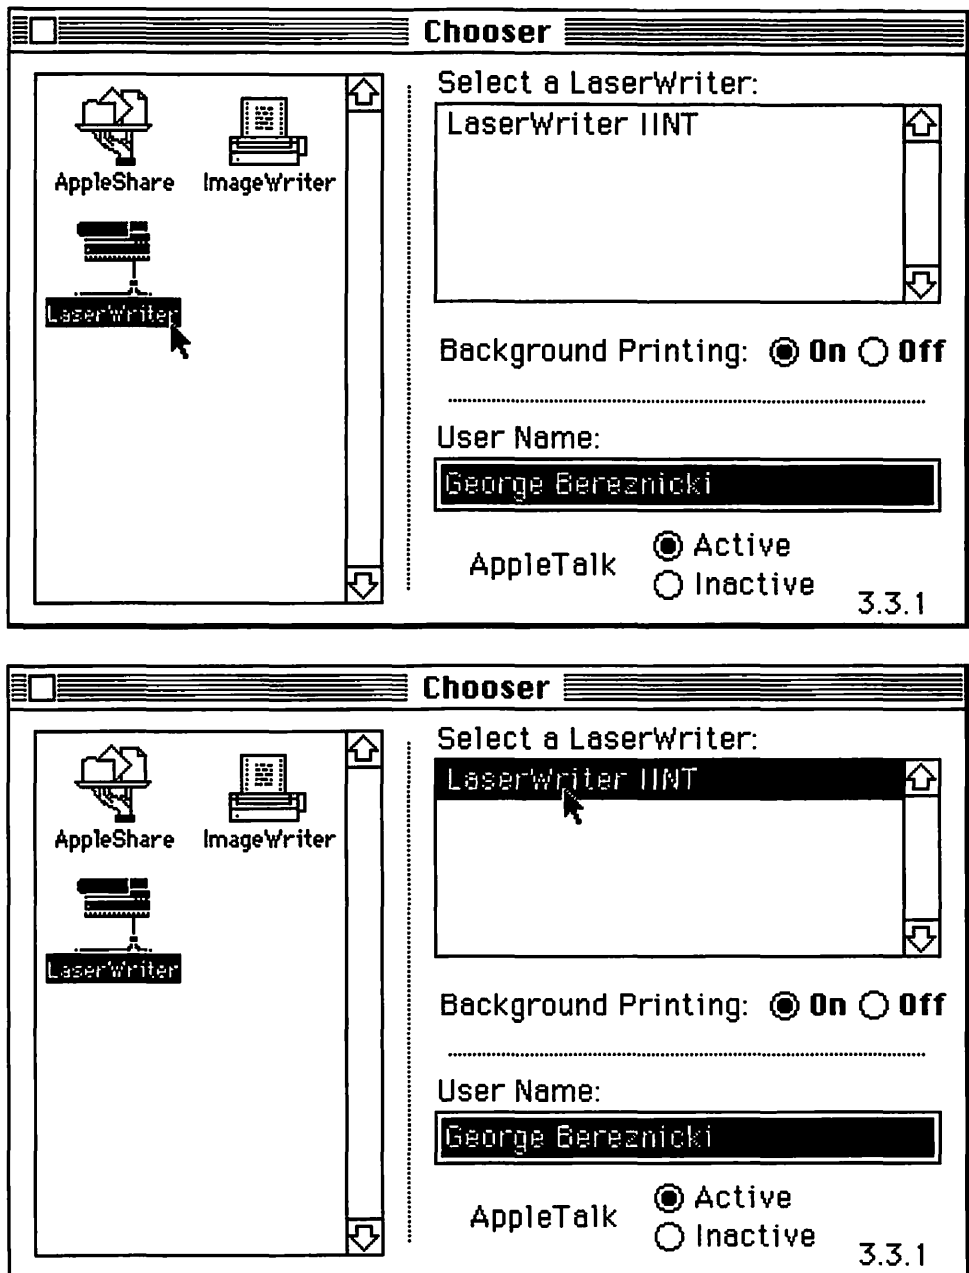 Chooser
Select a LaserWriter:
LaserWriter IINT
AppleShare ImageWriter
LaserWriter
Background Printing: On Off
User Name:
George Bereznicki
AppleTalk
Active
Inactive
3.3.1
Chooser
Select a LaserWriter:
LaserWriter IINT
AppleShare ImageWriter
LaserWriter
Background Printing: On Off
User Name:
George Bereznicki
AppleTalk
Active
Inactive
3.3.1